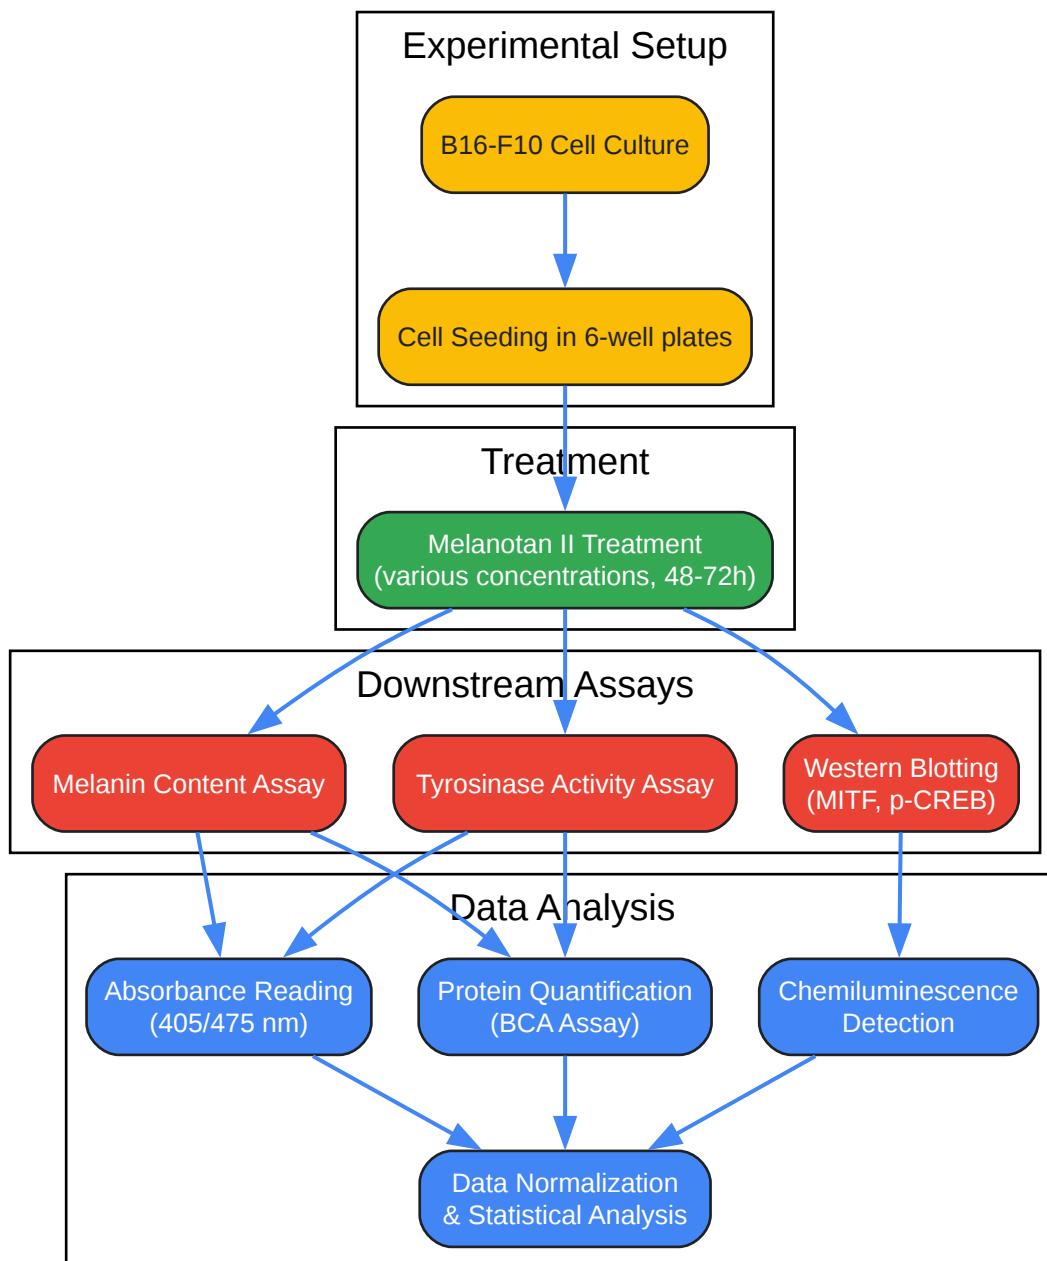 Experimental Setup
B16-F10 Cell Culture
Cell Seeding in 6-well plates
Treatment
Melanotan II Treatment
(various concentrations, 48-72h)
Downstream Assays
Melanin Content Assay
Tyrosinase Activity Assay
Western Blotting
(MITF, p-CREB)
Data Analysis
Absorbance Reading
(405/475 nm)
Protein Quantification
(BCA Assay)
Chemiluminescence
Detection
Data Normalization
& Statistical Analysis